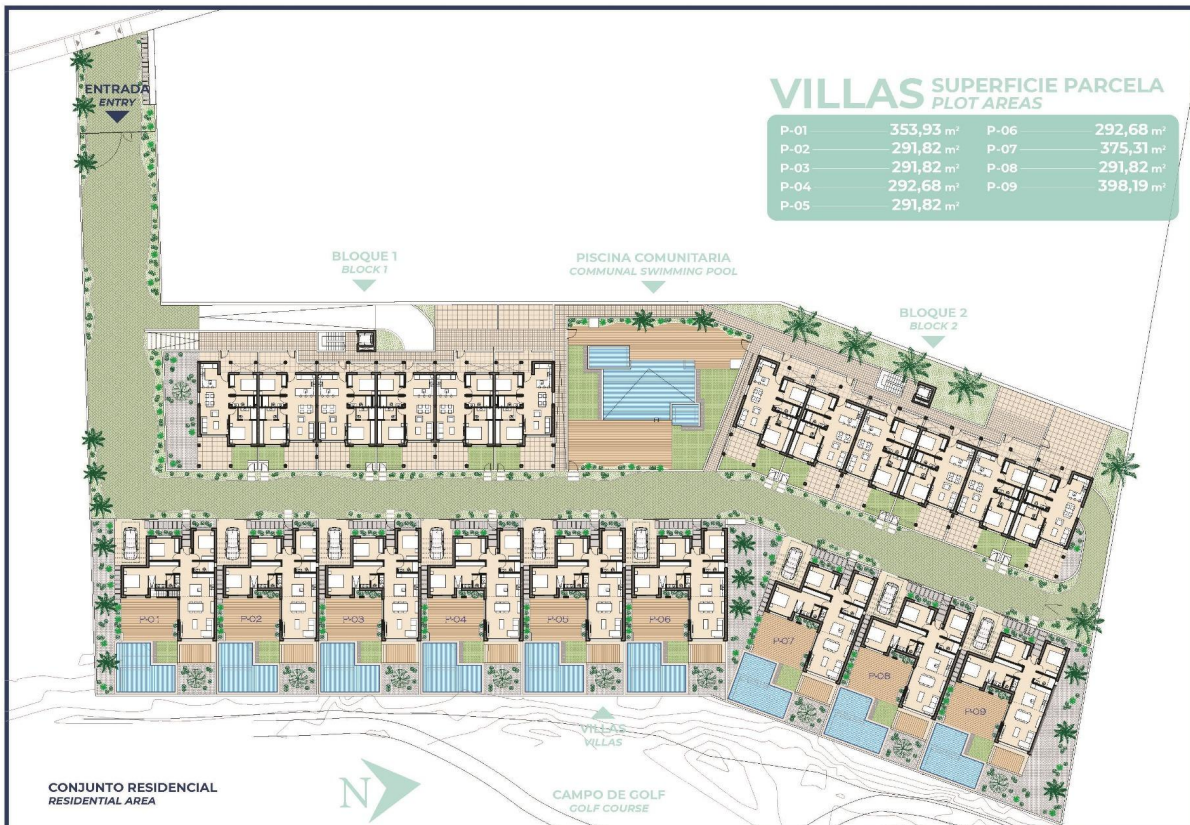 ENTRADA
ENTRY
VILLAS SUPERFICIE PARCELA
PLOT AREAS
P-01 353,93 m² P-06 292,68 m²
P-02 291,82 m² P-07 375,31 m²
P-03 291,82 m² P-08 291,82 m²
P-04 292,68 m² P-09 398,19 m²
P-05 291,82 m²
BLOQUE 1
BLOCK 1
PISCINA COMUNITARIA
COMMUNAL SWIMMING POOL
BLOQUE 2
BLOCK 2
P-01 P-02 P-03 P-04 P-05 P-06
P-07
P-08
P-09
VILLAS
VILLAS
CONJUNTO RESIDENCIAL
RESIDENTIAL AREA
N
CAMPO DE GOLF
GOLF COURSE